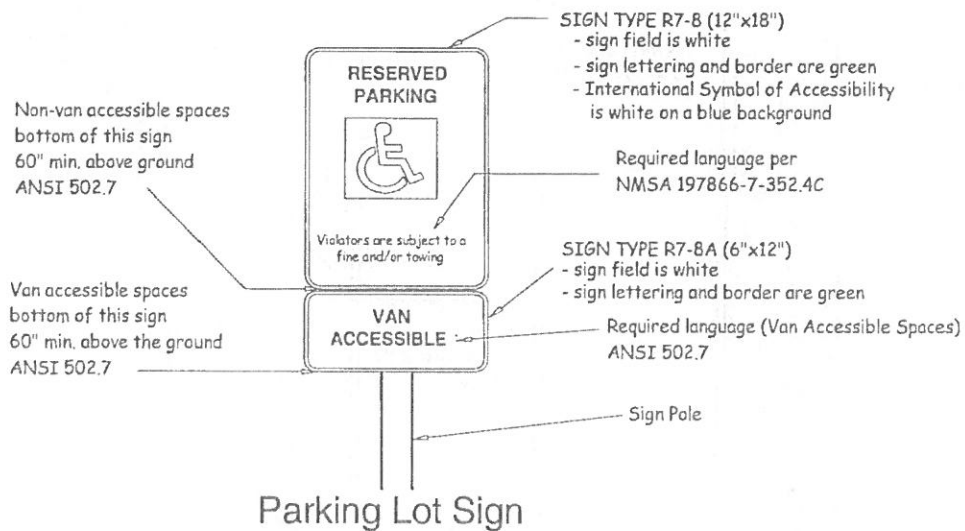 SIGN TYPE R7-8 (12"x18")
- sign field is white
- sign lettering and border are green
- International Symbol of Accessibility
is white on a blue background
RESERVED
PARKING
Non-van accessible spaces
bottom of this sign
60" min. above ground
ANSI 502.7
Required language per
NMSA 197866-7-352.4C
Violators are subject to a
fine and/or towing
SIGN TYPE R7-8A (6"x12")
- sign field is white
- sign lettering and border are green
Van accessible spaces
bottom of this sign
60" min. above the ground
ANSI 502.7
VAN
ACCESSIBLE
Required language (Van Accessible Spaces)
ANSI 502.7
Sign Pole
Parking Lot Sign